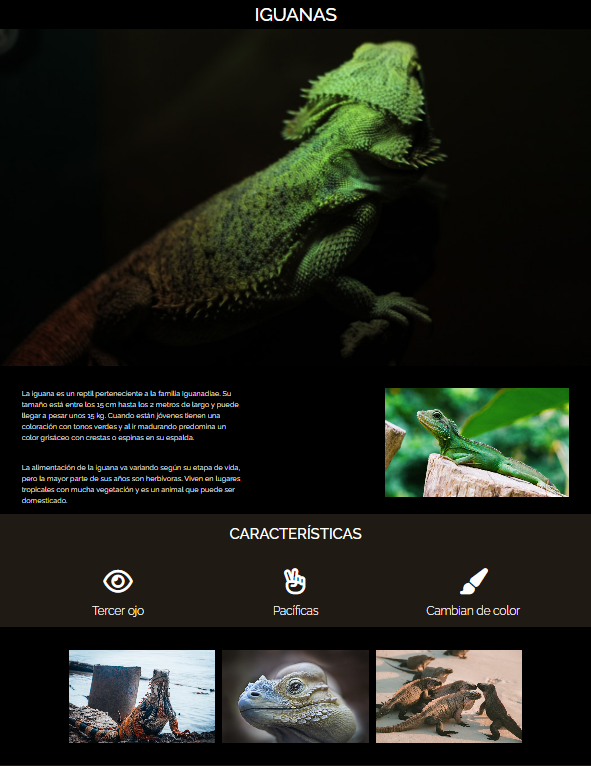 IGUANAS
La iguana es un reptil perteneciente a la familia Iguanadiae. Su
tamaño está entre los 15 cm hasta los 2 metros de largo y puede
llegar a pesar unos 15 kg. Cuando están jóvenes tienen una
coloración con tonos verdes y al ir madurando predomina un
color grisáceo con crestas o espinas en su espalda.
La alimentación de la iguana va variando según su etapa de vida,
pero la mayor parte de sus años son herbívoras. Viven en lugares
tropicales con mucha vegetación y es un animal que puede ser
domesticado.
CARACTERÍSTICAS
Tercer ojo
Pacíficas
Cambian de color